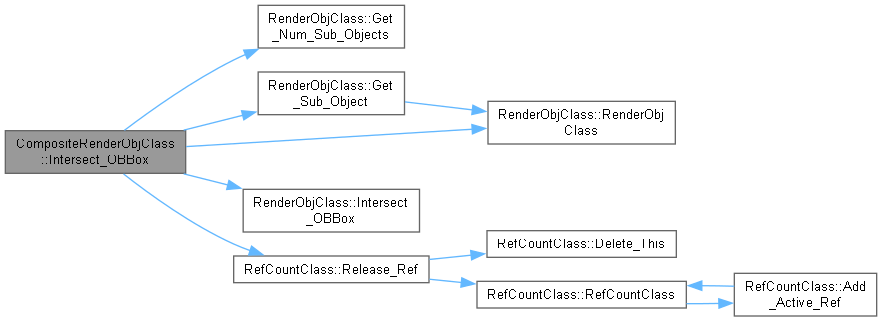 RenderObjClass::Get
_Num_Sub_Objects
RenderObjClass::Get
_Sub_Object
RenderObjClass::RenderObj
Class
CompositeRenderObjClass
::Intersect_OBBox
RenderObjClass::Intersect
_OBBox
RefCountClass::Delete_This
RefCountClass::Release_Ref
RefCountClass::RefCountClass
RefCountClass::Add
_Active_Ref